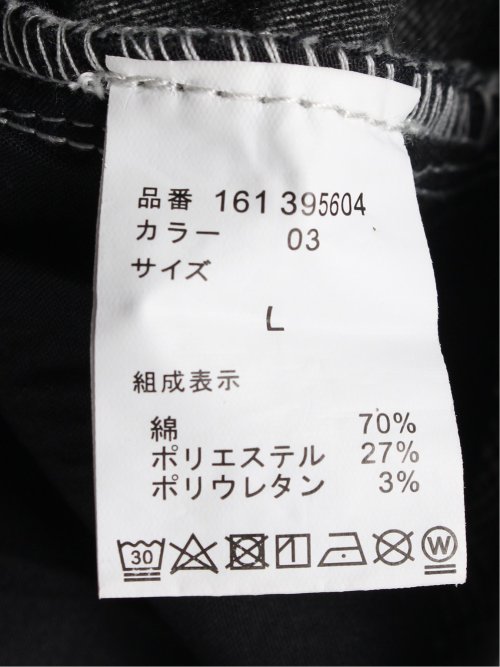 品番 161 395604
カラー 03
サイズ
L
組成表示
綿 70%
ポリエステル 27%
ポリウレタン 3%
30 W